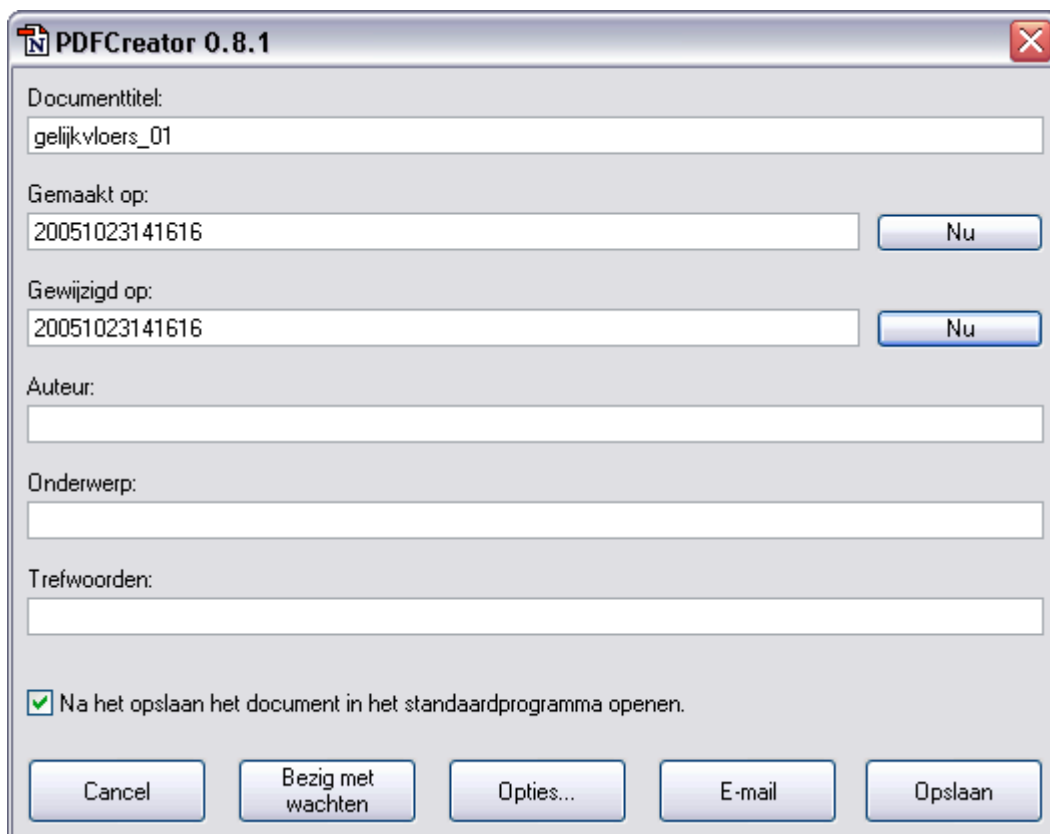 PDFCreator 0.8.1
Documenttitel:
gelijkvloers_01
Gemaakt op:
20051023141616
Nu
Gewijzigd op:
20051023141616
Nu
Auteur:
Onderwerp:
Trefwoorden:
Na het opslaan het document in het standaardprogramma openen.
Cancel
Bezig met
wachten
Opties...
E-mail
Opslaan